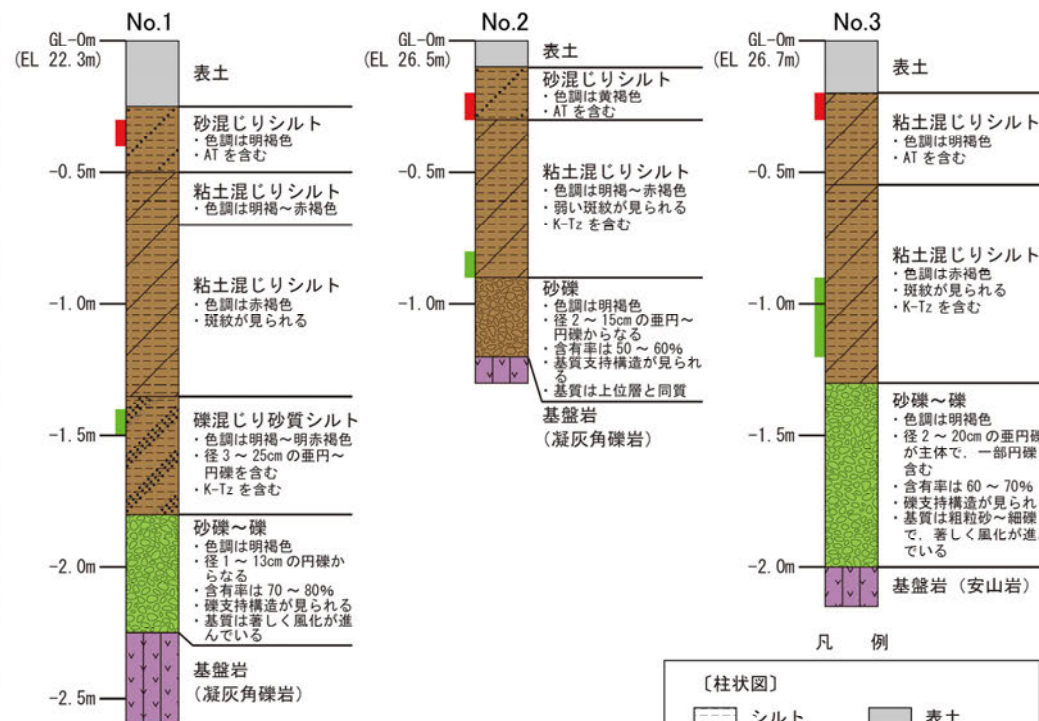 No.1
GL-0m
(EL 22.3m)
-0.5m
-1.0m
-1.5m
-2.0m
-2.5m
表土
砂混じりシルト
・色調は明褐色
・AT を含む
粘土混じりシルト
・色調は明褐～赤褐色
粘土混じりシルト
・色調は赤褐色
・斑紋が見られる
礫混じり砂質シルト
・色調は明褐～明赤褐色
・径 3 ～ 25cm の亜円～
円礫を含む
・K-Tz を含む
砂礫～礫
・色調は明褐色
・径 1 ～ 13cm の円礫か
らなる
・含有率は 70 ～ 80%
・礫支持構造が見られる
・基質は著しく風化が進
んでいる
基盤岩
(凝灰角礫岩)
No.2
GL-0m
(EL 26.5m)
-0.5m
-1.0m
表土
砂混じりシルト
・色調は黄褐色
・AT を含む
粘土混じりシルト
・色調は明褐～赤褐色
・弱い斑紋が見られる
・K-Tz を含む
砂礫
・色調は明褐色
・径 2 ～ 15cm の亜円～
円礫からなる
・含有率は 50 ～ 60%
・基質支持構造が見られ
る
・基質は上位層と同質
基盤岩
(凝灰角礫岩)
No.3
GL-0m
(EL 26.7m)
-0.5m
-1.0m
-1.5m
-2.0m
表土
粘土混じりシルト
・色調は明褐色
・AT を含む
粘土混じりシルト
・色調は赤褐色
・斑紋が見られる
・K-Tz を含む
砂礫～礫
・色調は明褐色
・径 2 ～ 20cm の亜円礫
が主体で，一部円礫
含む
・含有率は 60 ～ 70%
・礫支持構造が見られ
・基質は粗粒砂～細礫
で，著しく風化が進
でいる
基盤岩（安山岩）
凡 例
〔柱状図〕
シルト
表土